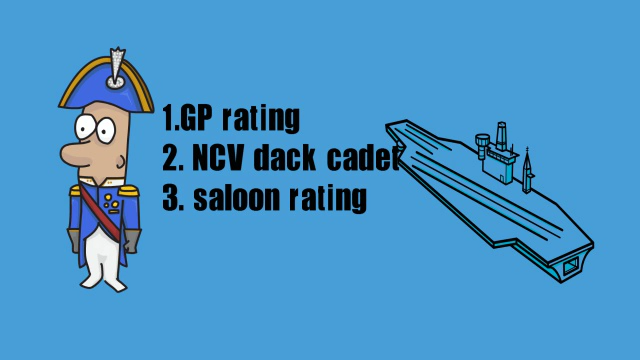 1.GP rating
2. NCV dack cadet
3. saloon rating